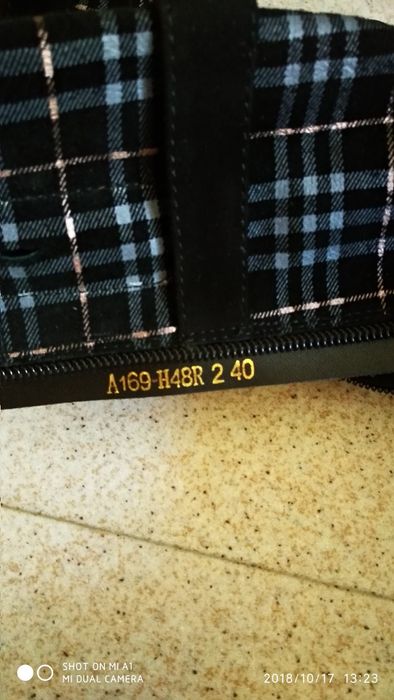 A169-H48R 2 40
SHOT ON MI A1
MI DUAL CAMERA
2018/10/17 13:23